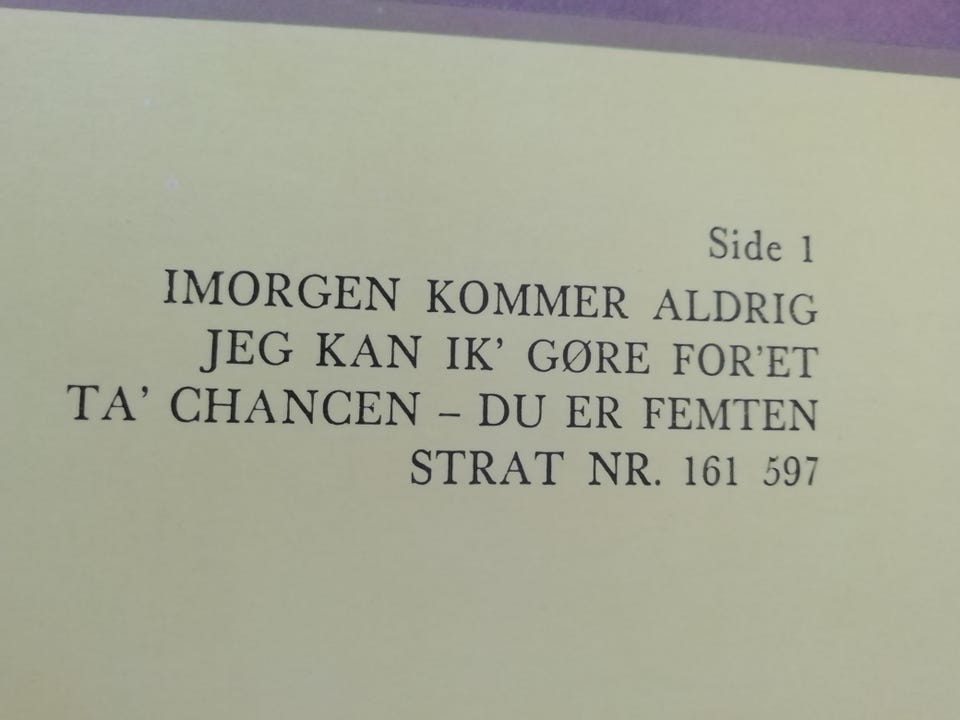 Side 1
IMORGEN KOMMER ALDRIG
JEG KAN IK' GØRE FOR'ET
TA' CHANCEN – DU ER FEMTEN
STRAT NR. 161 597